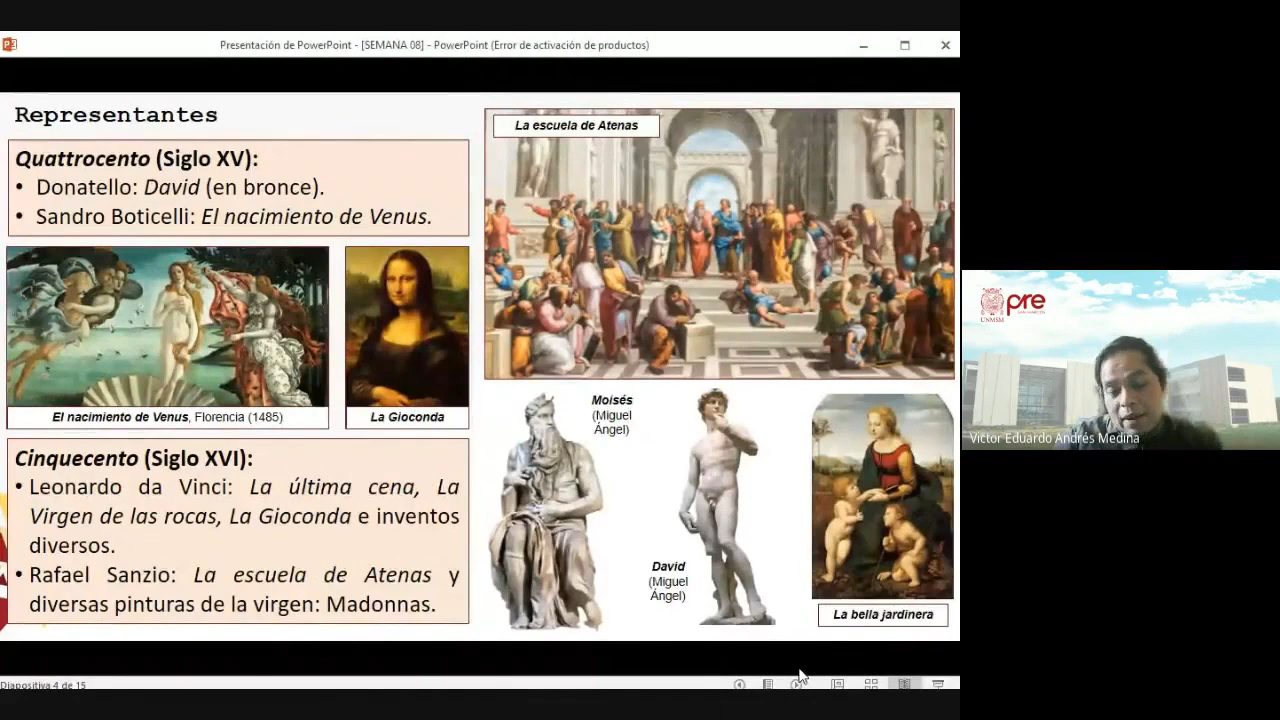 Presentación de PowerPoint - [SEMANA 08] - PowerPoint (Error de activación de productos)
Representantes
Quattrocento (Siglo XV):
• Donatello: David (en bronce).
• Sandro Boticelli: El nacimiento de Venus.
El nacimiento de Venus, Florencia (1485)
La Gioconda
Cinquecento (Siglo XVI):
• Leonardo da Vinci: La última cena, La
Virgen de las rocas, La Gioconda e inventos
diversos.
• Rafael Sanzio: La escuela de Atenas y
diversas pinturas de la virgen: Madonnas.
La escuela de Atenas
Moisés
(Miguel
Ángel)
David
(Miguel
Ángel)
La bella jardinera
Diapositiva 4 de 15
UNMSM
pre
Victor Eduardo Andrés Medina